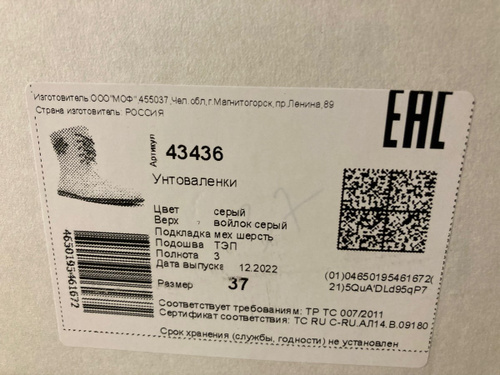 Изготовитель ООО"МОФ" 455037,Чел.обл,г.Магнитогорск,пр.Ленина,89
Страна изготовитель: РОССИЯ
EAC
Артикул
43436
Унтоваленки
Цвет серый
Верх войлок серый
Подкладка мех шерсть
Подошва ТЭП
Полнота 3
Дата выпуска 12.2022
Размер 37
4650195461672
(01)04650195461672(
21)5QuA'DLd95qP7
Соответствует требованиям: ТР ТС 007/2011
Сертификат соответствия: ТС RU C-RU.АЛ14.В.09180
Срок хранения (службы, годности) не установлен